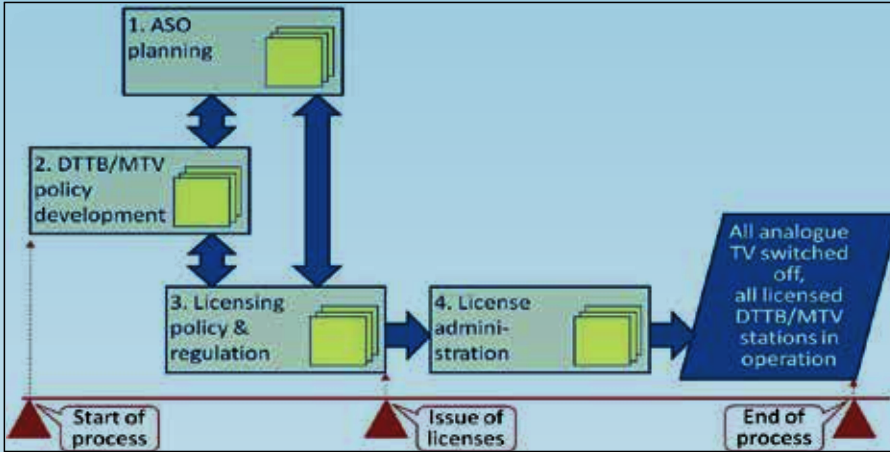 1. ASO
planning
2. DTTB/MTV
policy
development
3. Licensing
policy &
regulation
4. License
admini-
stration
All analogue
TV switched
off,
all licensed
DTTB/MTV
stations in
operation
Start of
process
Issue of
licenses
End of
process